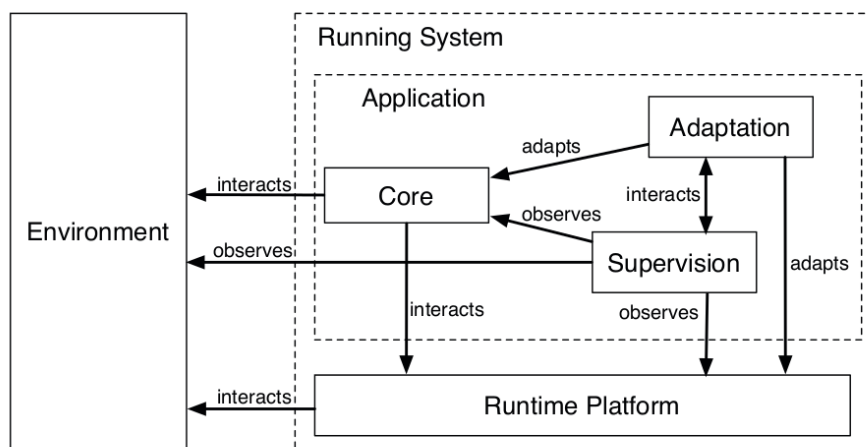 Running System
Application
Adaptation
adapts
interacts
Core
interacts
observes
Environment
observes
Supervision
adapts
interacts
observes
interacts
Runtime Platform